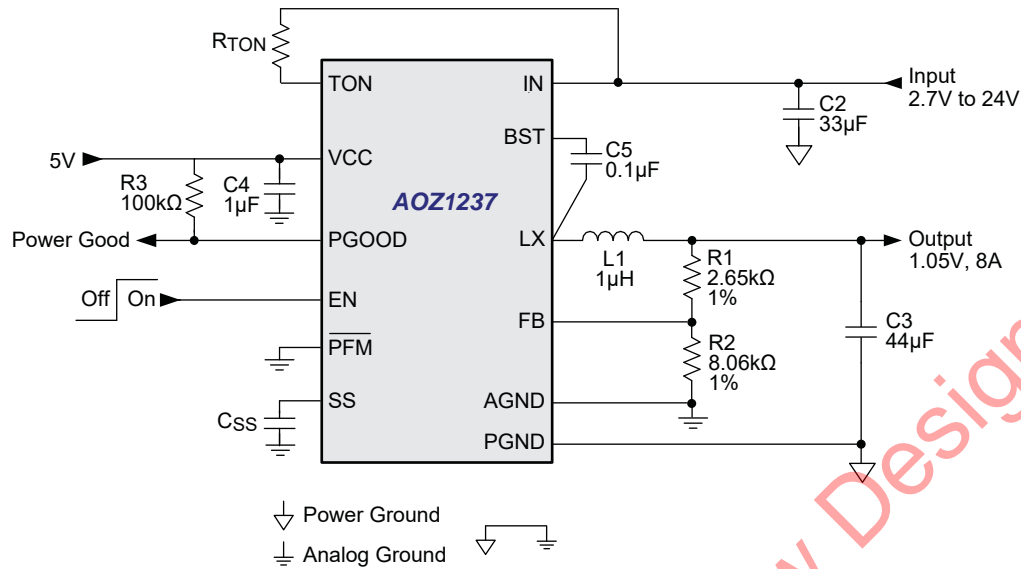 RTON
TON
IN
Input
2.7V to 24V
C2
33µF
BST
C5
0.1µF
5V
VCC
R3
100kΩ
C4
1µF
AOZ1237
Power Good
PGOOD
LX
L1
1µH
Output
1.05V, 8A
R1
2.65kΩ
1%
Off
On
EN
FB
C3
44µF
PFM
R2
8.06kΩ
1%
SS
CSS
AGND
PGND
Power Ground
Analog Ground
w Design